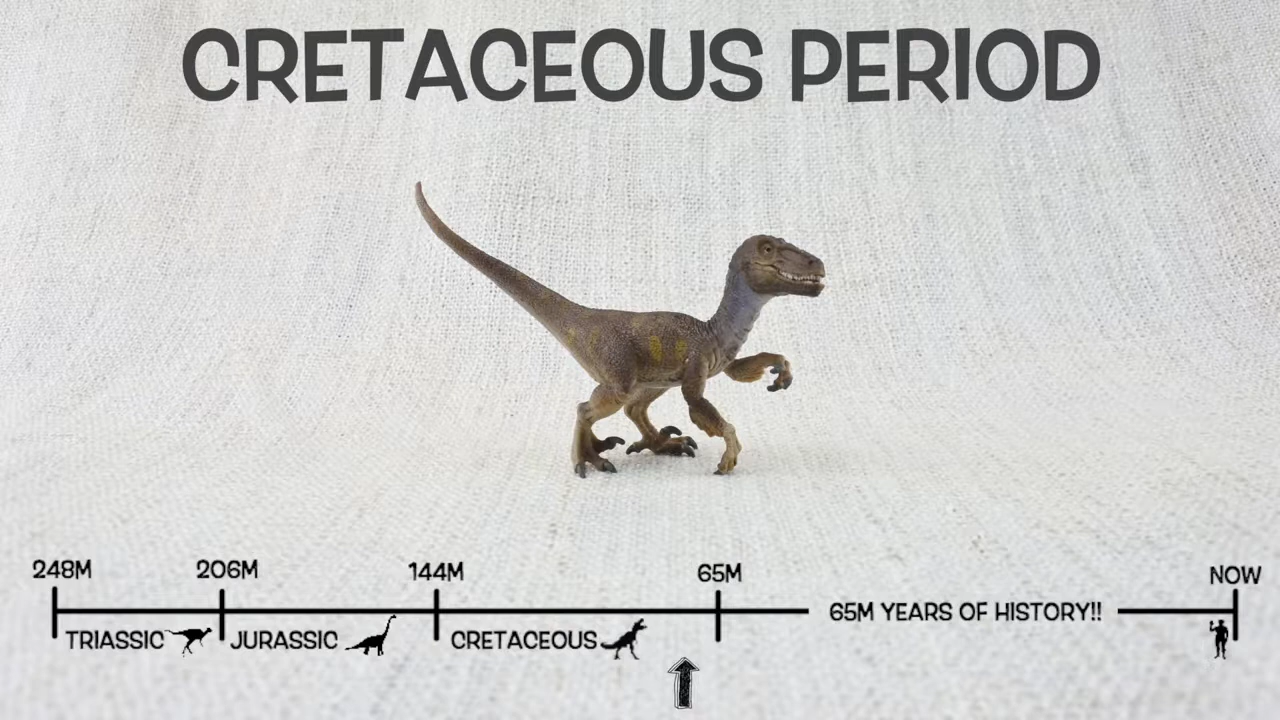 CRETACEOUS PERIOD
248M 206M 144M 65M NOW
65M YEARS OF HISTORY!!
TRIASSIC JURASSIC CRETACEOUS